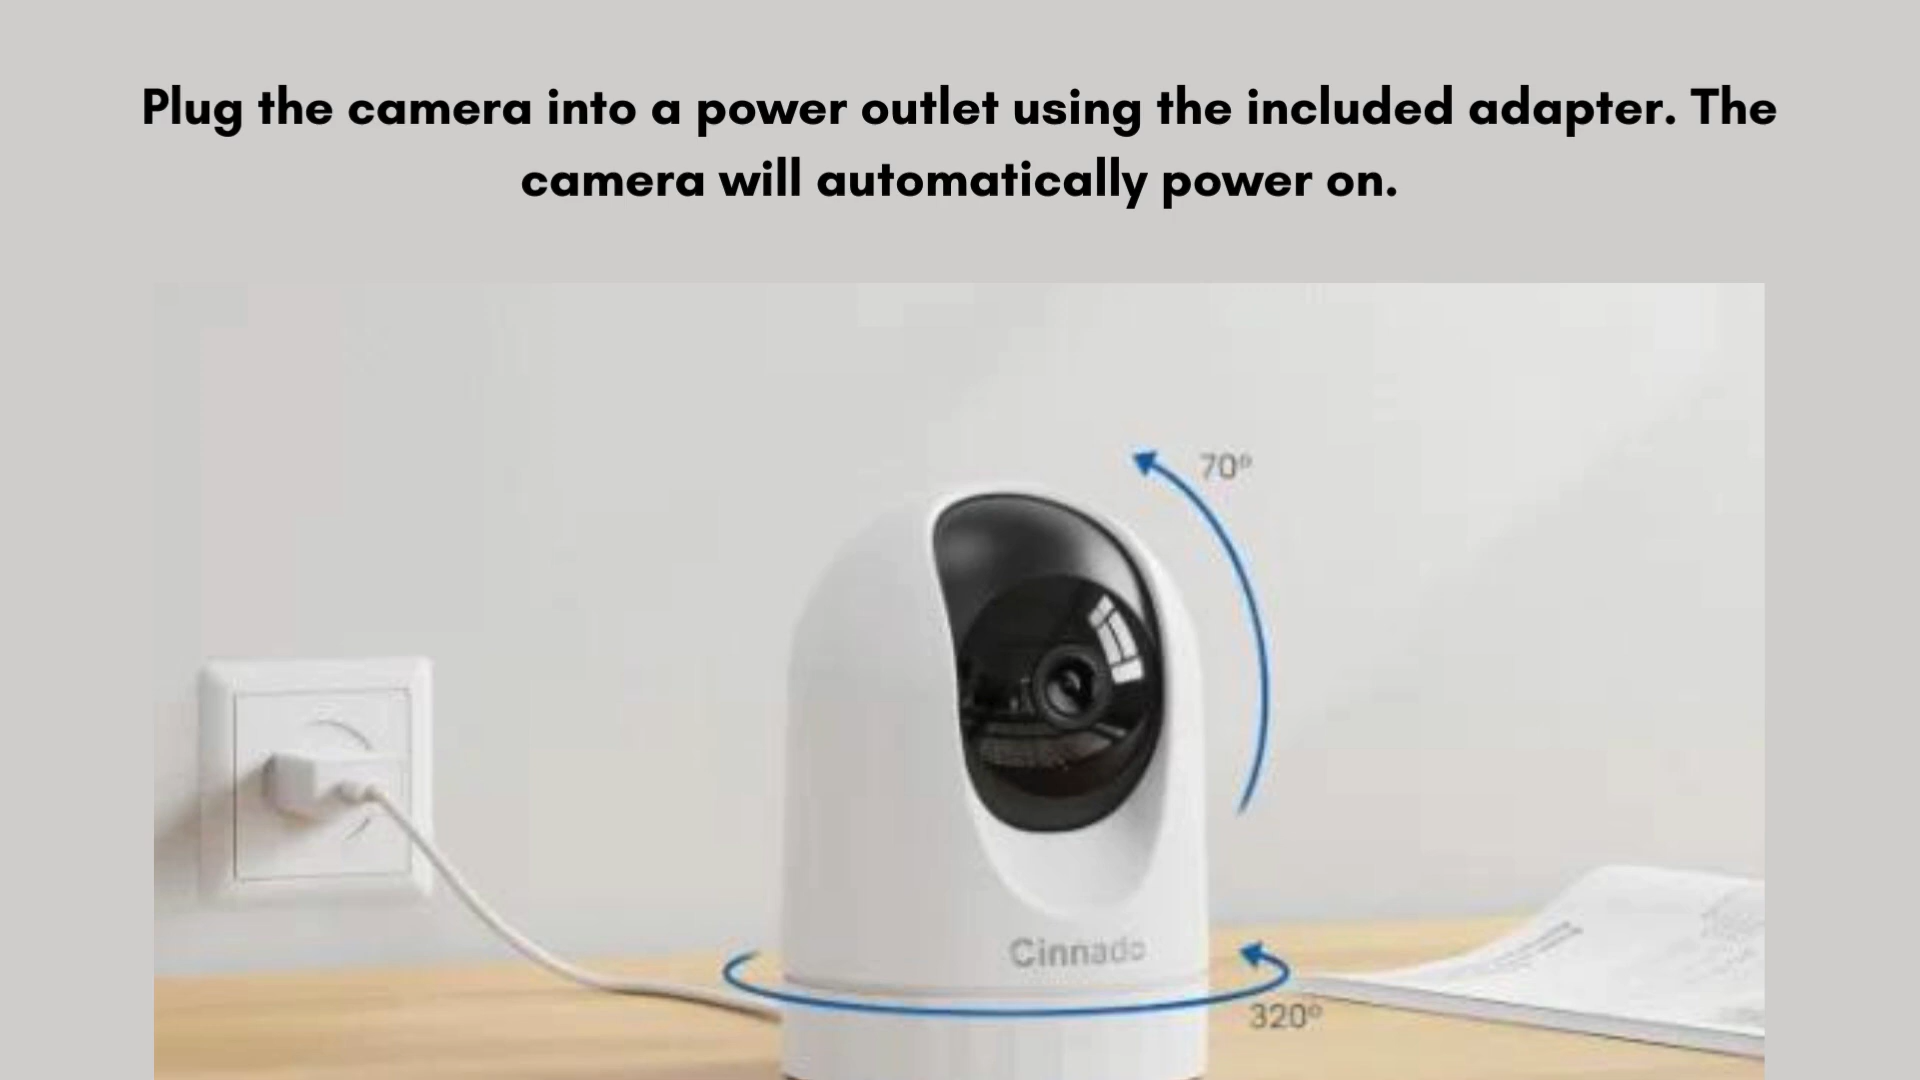 Plug the camera into a power outlet using the included adapter. The
camera will automatically power on.
70°
Cinnado
320°